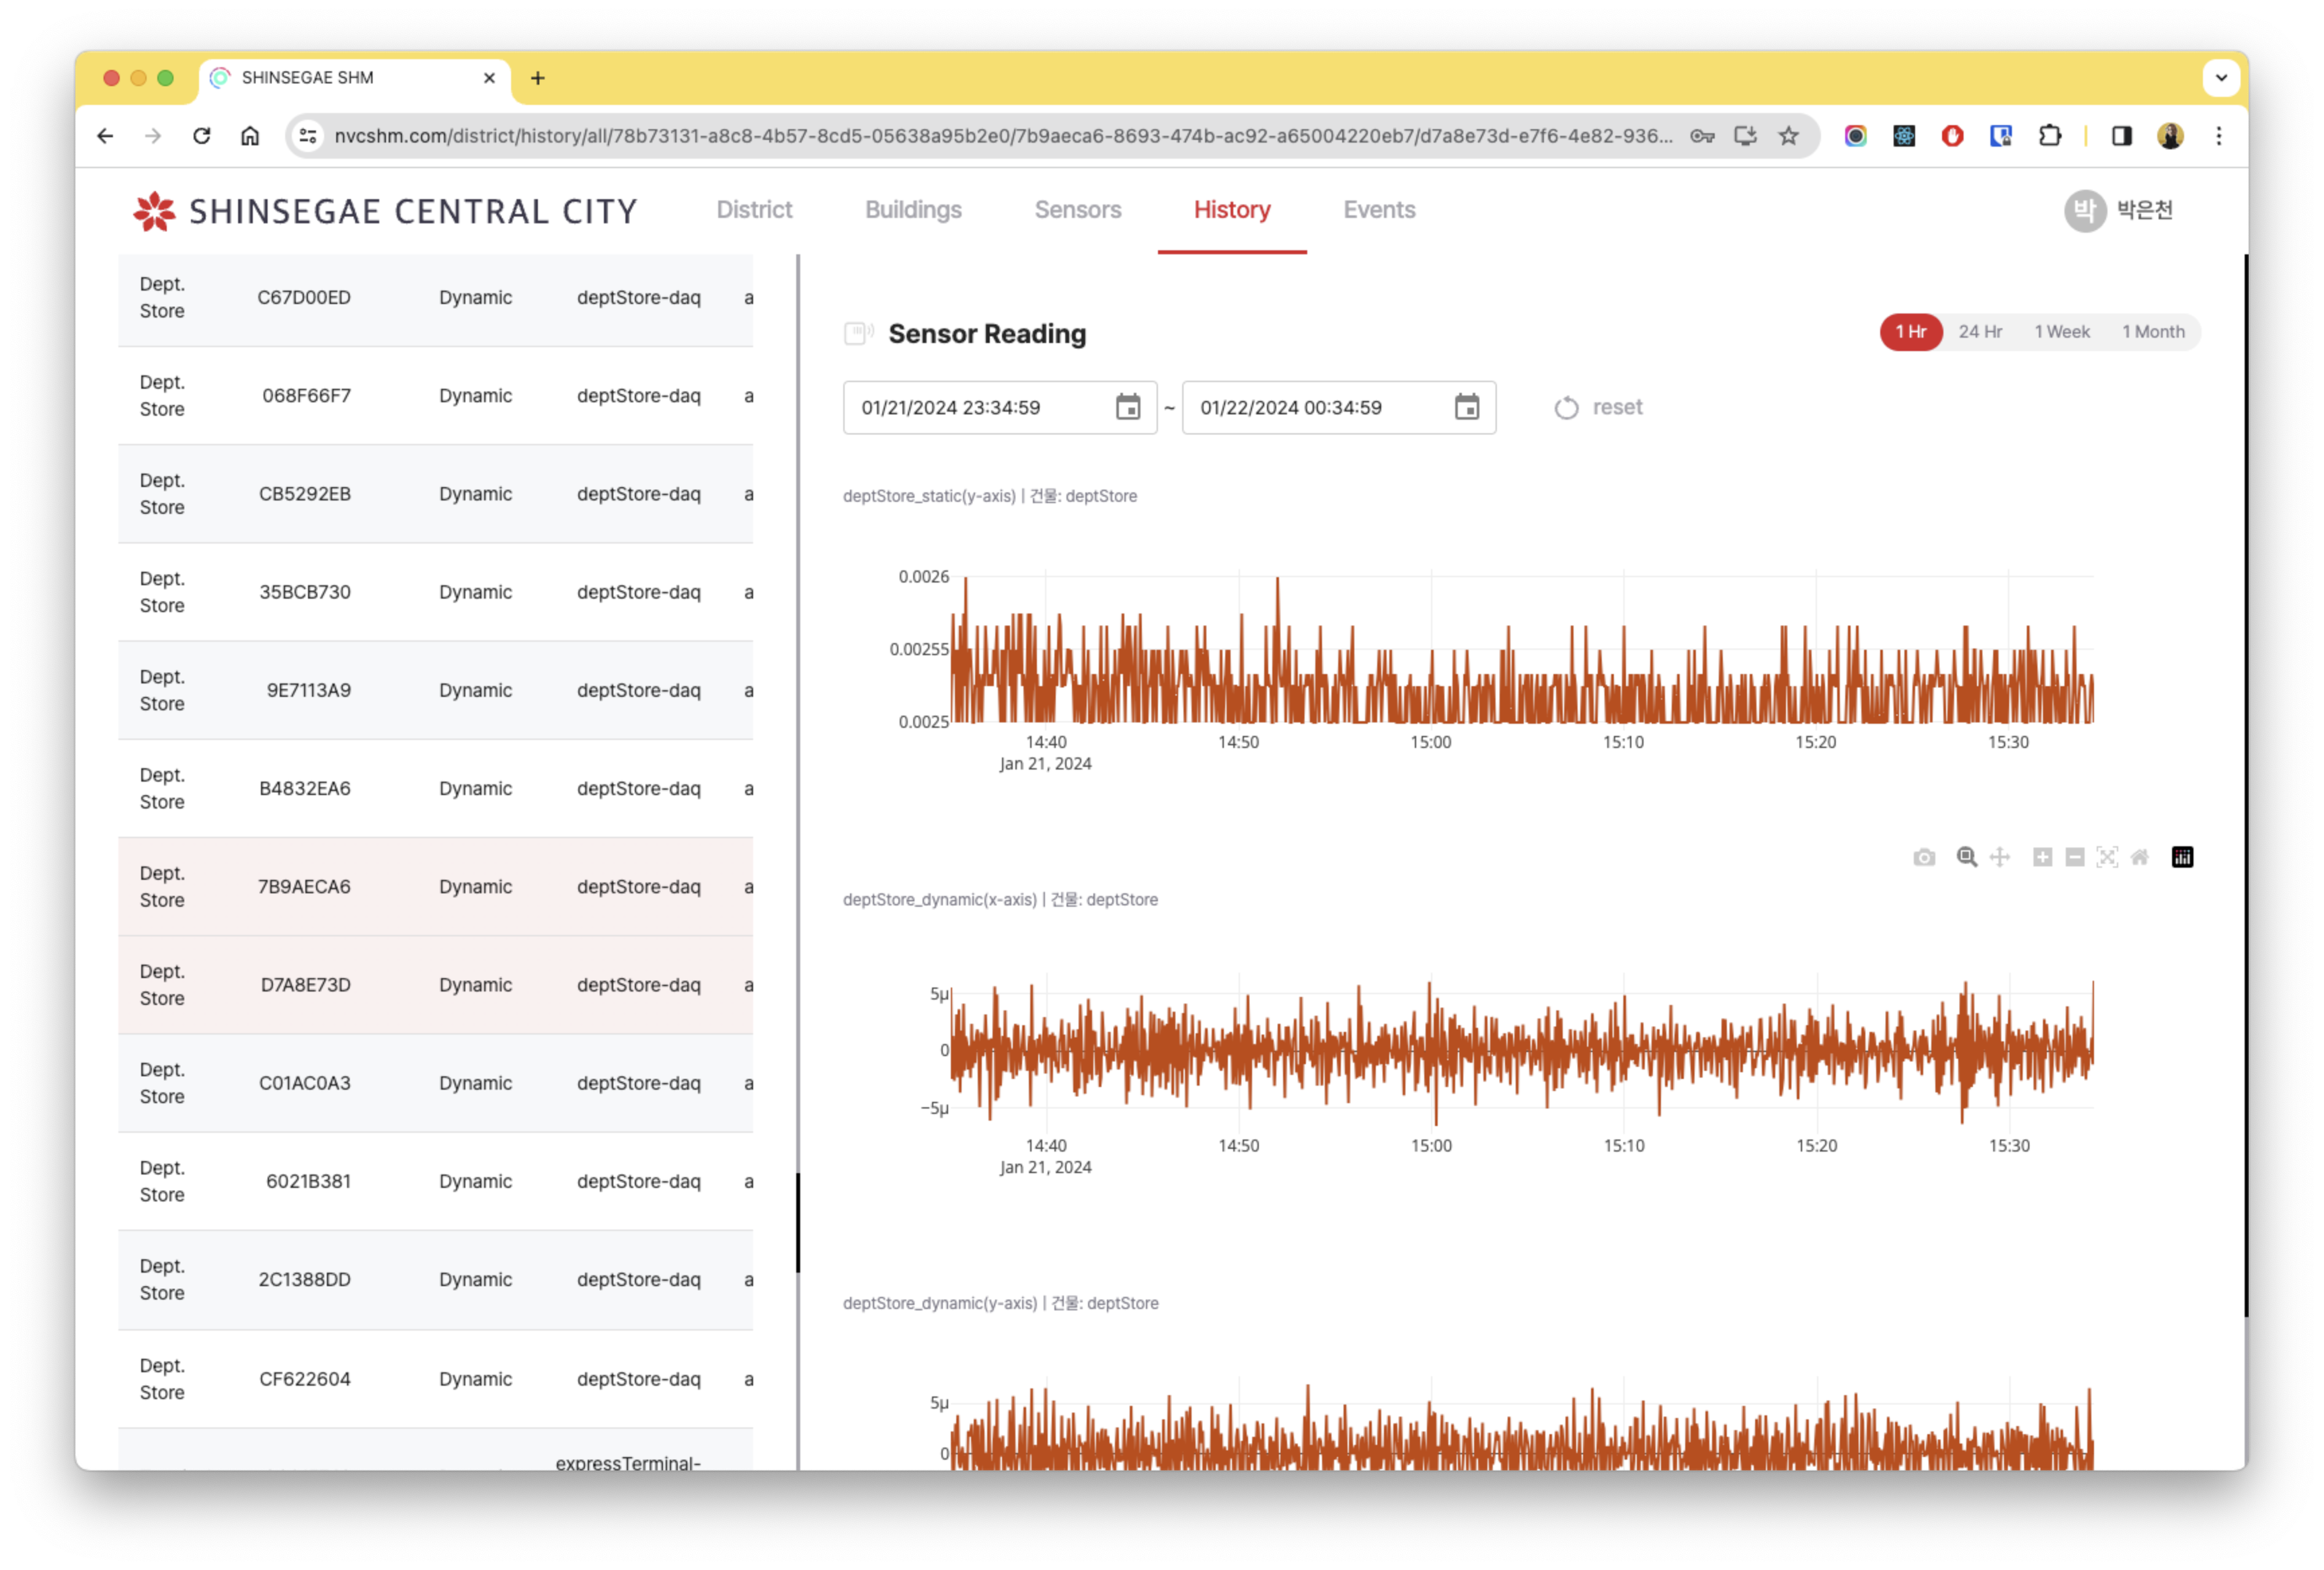 SHINSEGAE SHM
nvcshm.com/district/history/all/78b73131-a8c8-4b57-8cd5-05638a95b2e0/7b9aeca6-8693-474b-ac92-a65004220eb7/d7a8e73d-e7f6-4e82-936...
SHINSEGAE CENTRAL CITY
District
Buildings
Sensors
History
Events
박
박은천
Dept. Store C67D00ED Dynamic deptStore-daq a
Dept. Store 068F66F7 Dynamic deptStore-daq a
Dept. Store CB5292EB Dynamic deptStore-daq a
Dept. Store 35BCB730 Dynamic deptStore-daq a
Dept. Store 9E7113A9 Dynamic deptStore-daq a
Dept. Store B4832EA6 Dynamic deptStore-daq a
Dept. Store 7B9AECA6 Dynamic deptStore-daq a
Dept. Store D7A8E73D Dynamic deptStore-daq a
Dept. Store C01AC0A3 Dynamic deptStore-daq a
Dept. Store 6021B381 Dynamic deptStore-daq a
Dept. Store 2C1388DD Dynamic deptStore-daq a
Dept. Store CF622604 Dynamic deptStore-daq a
expressTerminal-
Sensor Reading
1 Hr
24 Hr
1 Week
1 Month
01/21/2024 23:34:59 ~ 01/22/2024 00:34:59
reset
deptStore_static(y-axis) | 건물: deptStore
0.0026
0.00255
0.0025
14:40 14:50 15:00 15:10 15:20 15:30
Jan 21, 2024
deptStore_dynamic(x-axis) | 건물: deptStore
5μ
0
−5μ
14:40 14:50 15:00 15:10 15:20 15:30
Jan 21, 2024
deptStore_dynamic(y-axis) | 건물: deptStore
5μ
0